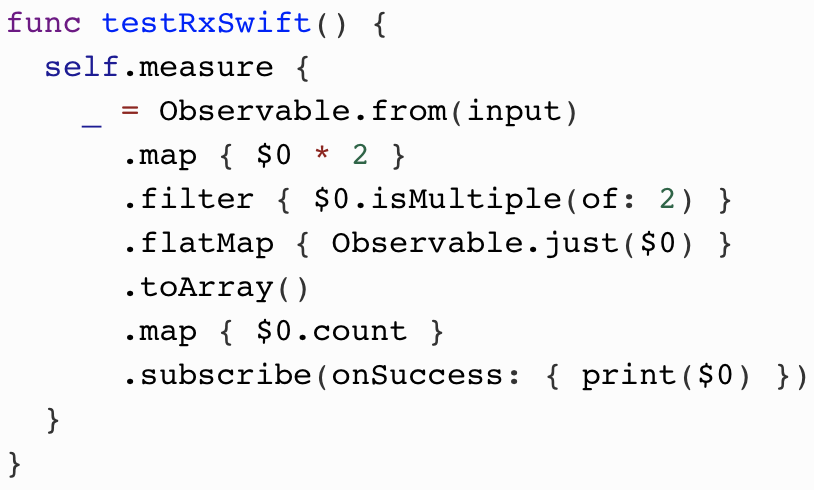 func testRxSwift() {
  self.measure {
    _ = Observable.from(input)
      .map { $0 * 2 }
      .filter { $0.isMultiple(of: 2) }
      .flatMap { Observable.just($0) }
      .toArray()
      .map { $0.count }
      .subscribe(onSuccess: { print($0) })
  }
}